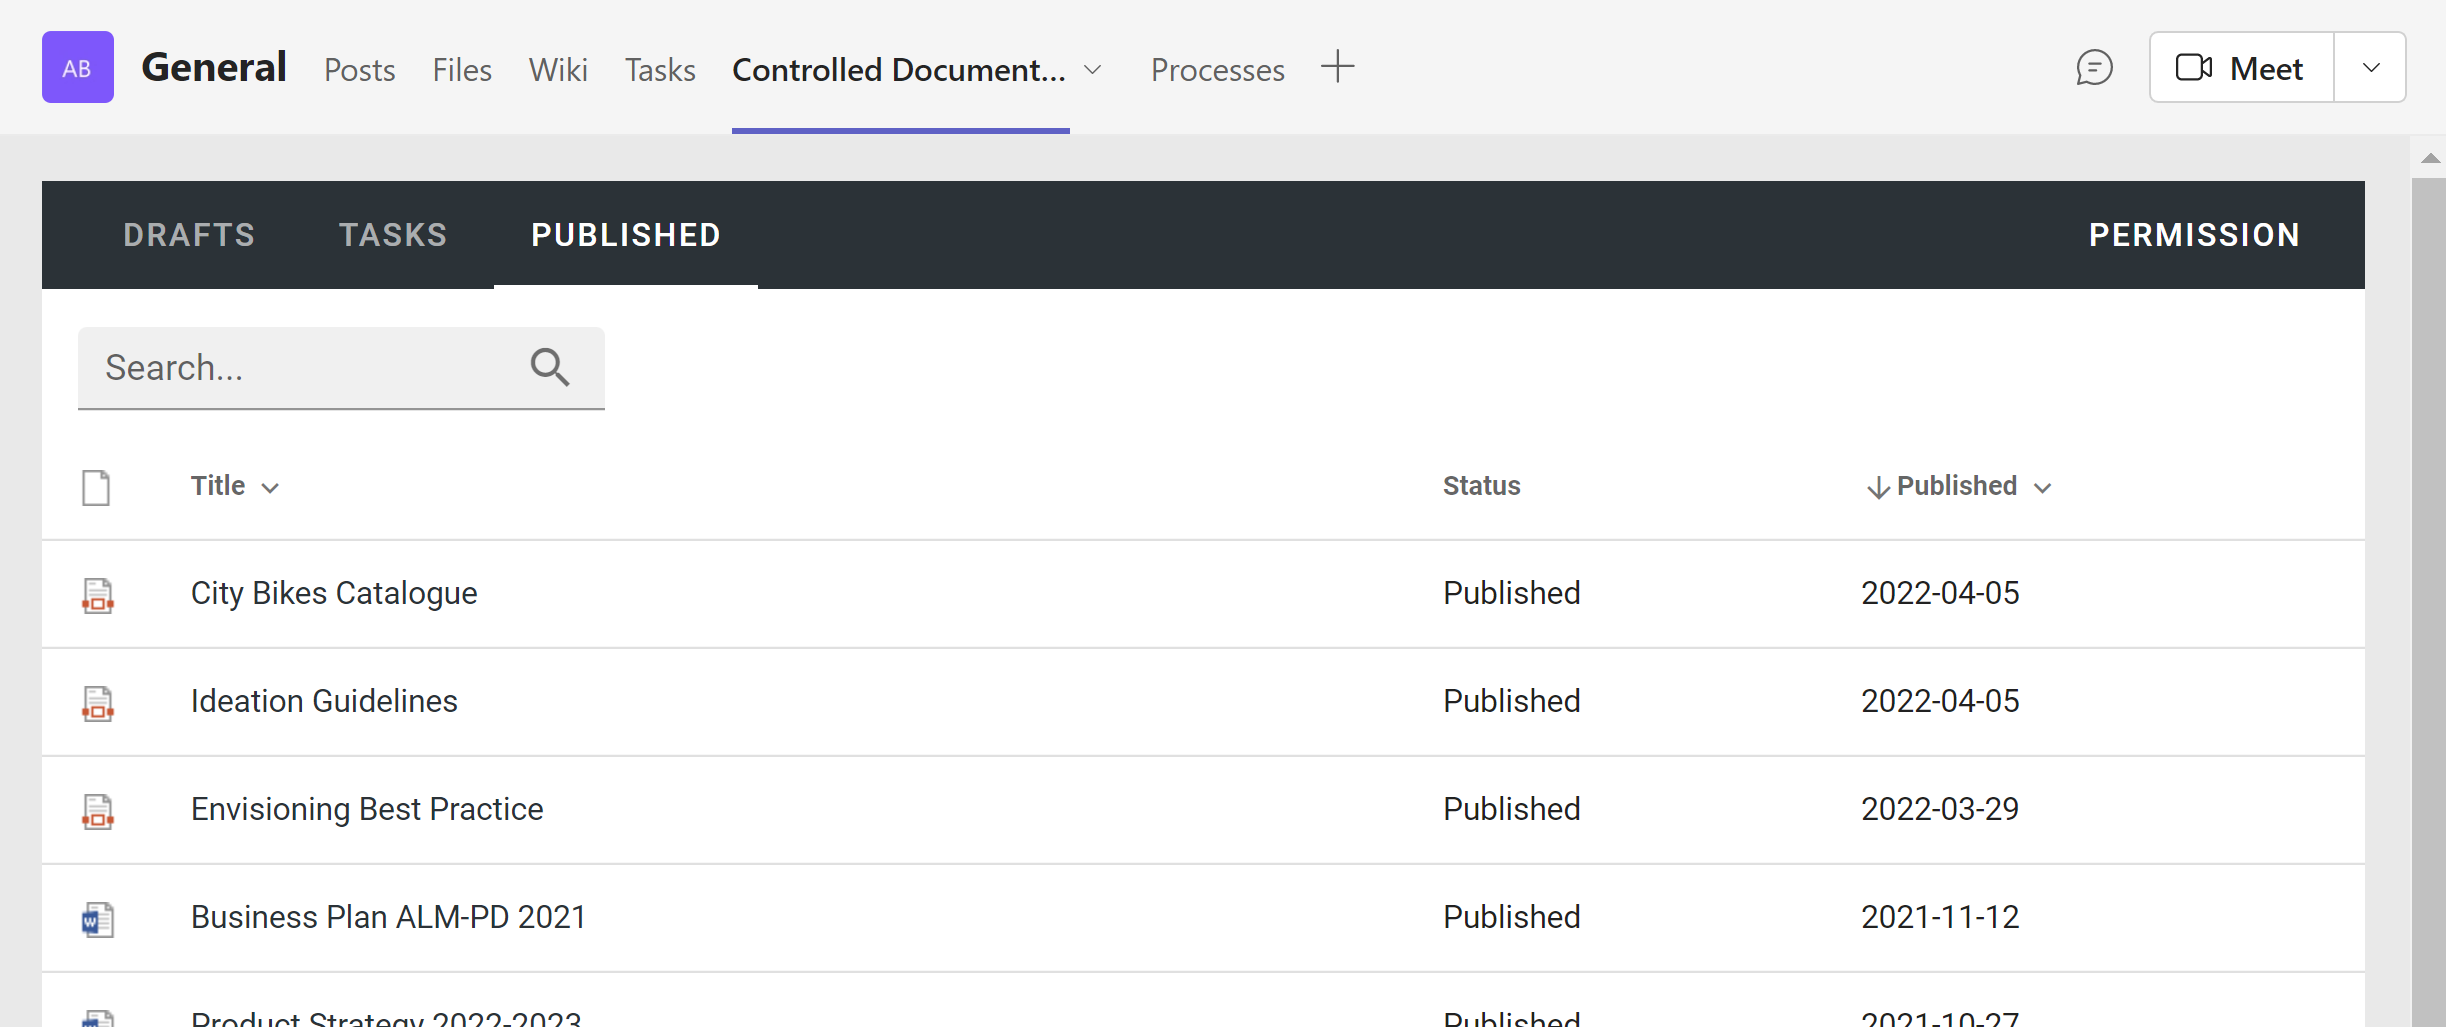 AB General Posts Files Wiki Tasks Controlled Document... Processes Meet
DRAFTS TASKS PUBLISHED PERMISSION
Search...
Title Status Published
City Bikes Catalogue Published 2022-04-05
Ideation Guidelines Published 2022-04-05
Envisioning Best Practice Published 2022-03-29
Business Plan ALM-PD 2021 Published 2021-11-12
Product Strategy 2022-2023 Published 2021-10-27